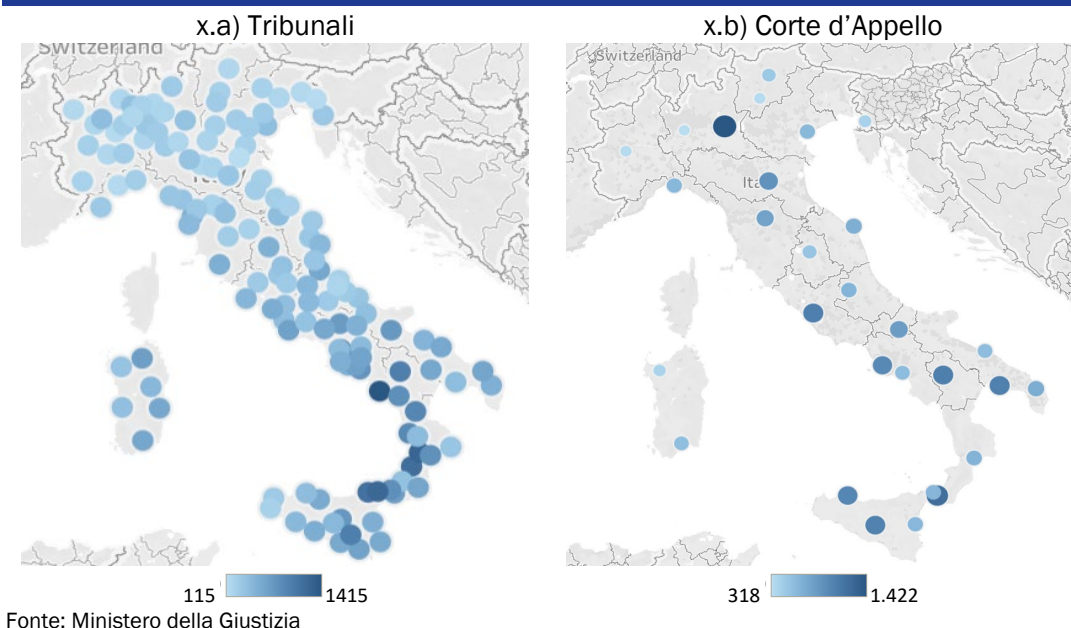 x.a) Tribunali
x.b) Corte d'Appello
Switzerland
Switzerland
Ita
115
1415
318
1.422
Fonte: Ministero della Giustizia